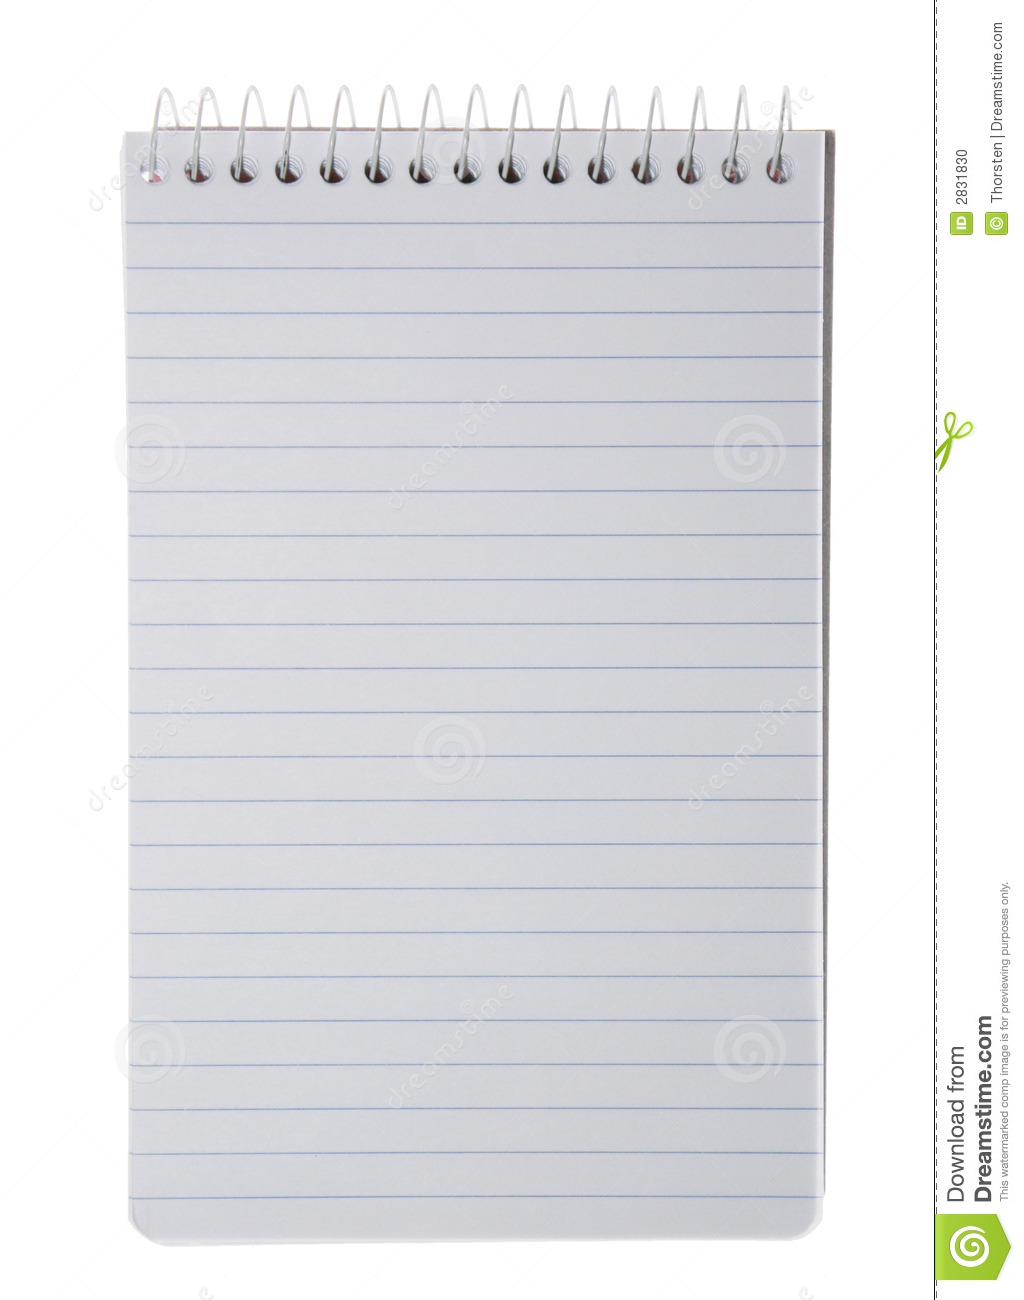 Thorsten | Dreamstime.com
ID 2831830
©
Download from
Dreamstime.com
This watermarked comp image is for previewing purposes only.
dreamstime
dreamstime
dreamstime
dreamstime
dreamstime
dreamstime